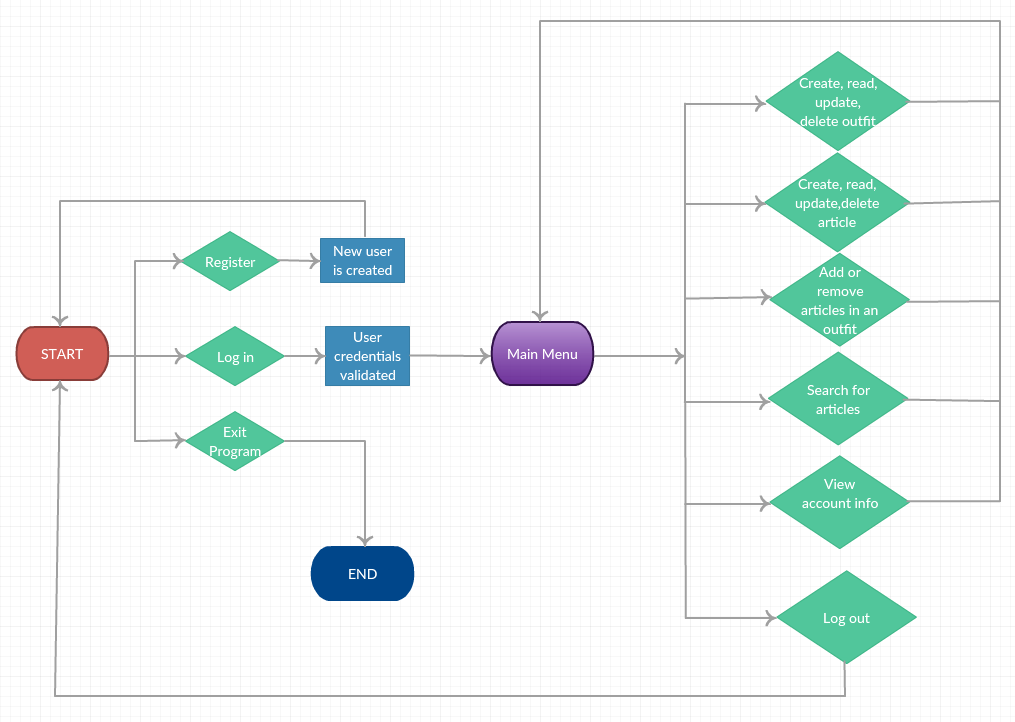 START
Register
New user
is created
Log in
User
credentials
validated
Exit
Program
END
Main Menu
Create, read,
update,
delete outfit
Create, read,
update,delete
article
Add or
remove
articles in an
outfit
Search for
articles
View
account info
Log out